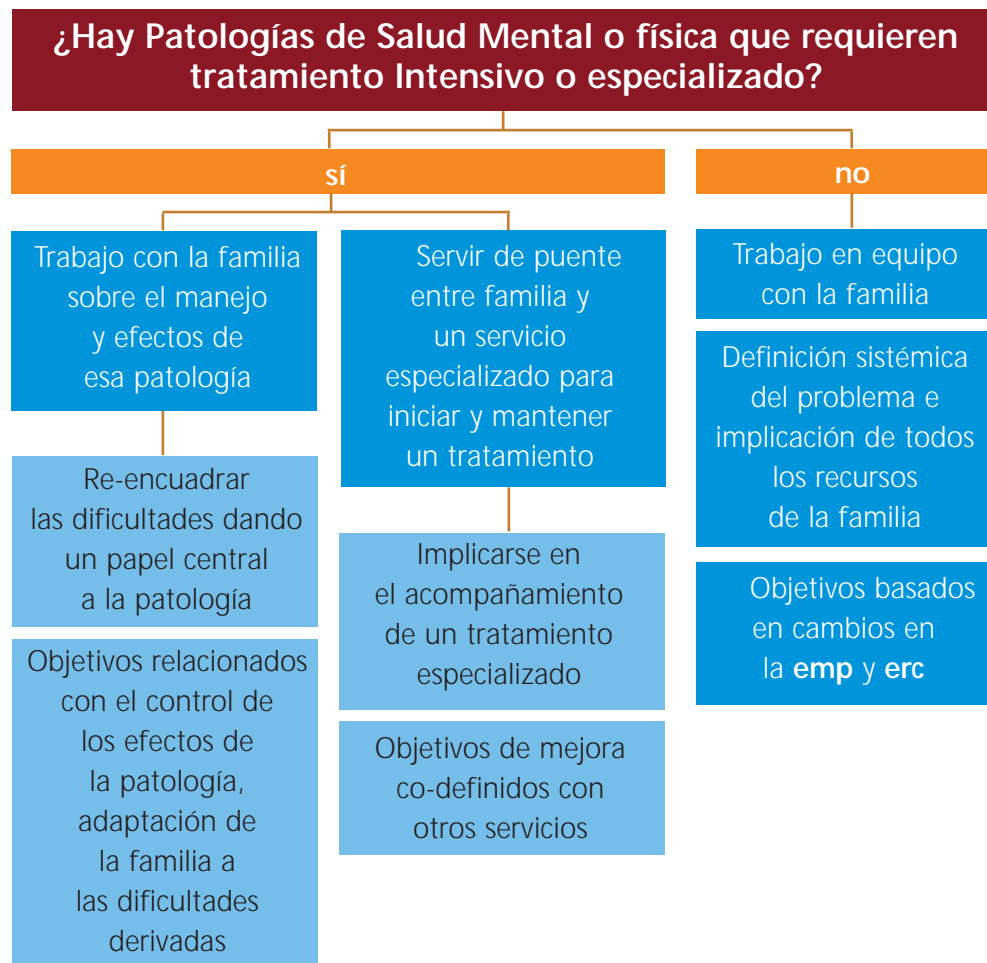 ¿Hay Patologías de Salud Mental o física que requieren
tratamiento Intensivo o especializado?
sí
no
Trabajo con la familia
sobre el manejo
y efectos de
esa patología
Re-encuadrar
las dificultades dando
un papel central
a la patología
Objetivos relacionados
con el control de
los efectos de
la patología,
adaptación de
la familia a
las dificultades
derivadas
Servir de puente
entre familia y
un servicio
especializado para
iniciar y mantener
un tratamiento
Implicarse en
el acompañamiento
de un tratamiento
especializado
Objetivos de mejora
co-definidos con
otros servicios
Trabajo en equipo
con la familia
Definición sistémica
del problema e
implicación de todos
los recursos
de la familia
Objetivos basados
en cambios en
la emp y erc